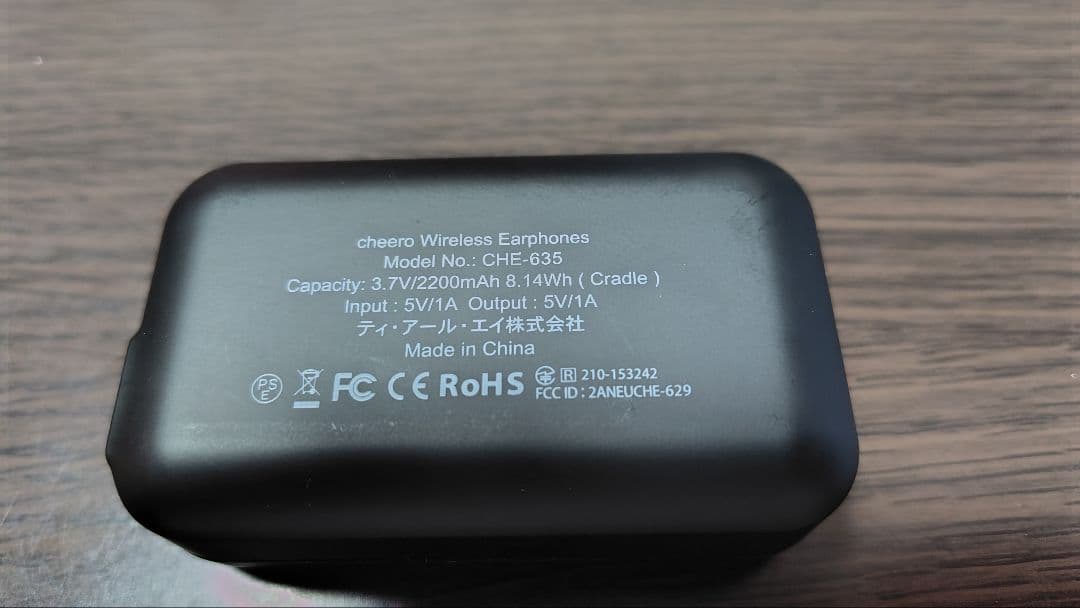 cheero Wireless Earphones
Model No.: CHE-635
Capacity: 3.7V/2200mAh 8.14Wh ( Cradle )
Input : 5V/1A Output : 5V/1A
ティ・アール・エイ株式会社
Made in China
PSE FC CE RoHS R 210-153242
FCC ID : 2ANEUCHE-629